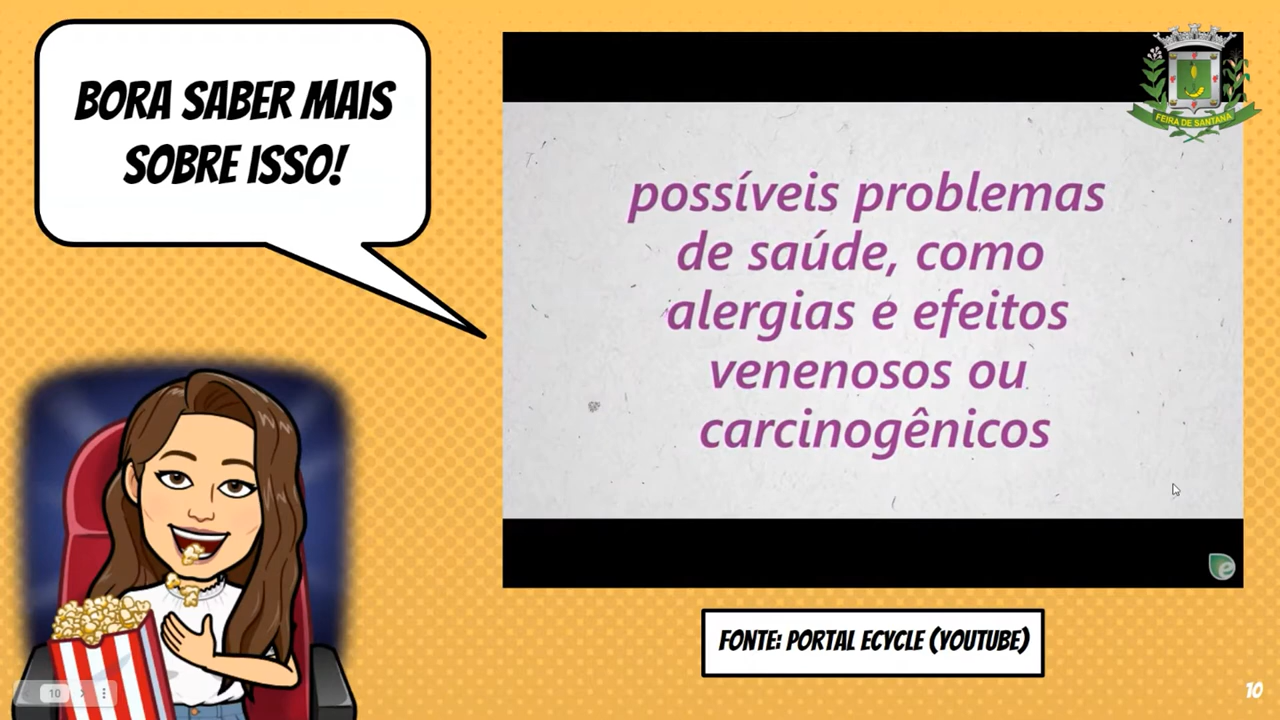 BORA SABER MAIS
SOBRE ISSO!
FEIRA DE SANTANA
possíveis problemas
de saúde, como
alergias e efeitos
venenosos ou
carcinogênicos
e
FONTE: PORTAL ECYCLE (YOUTUBE)
10
10